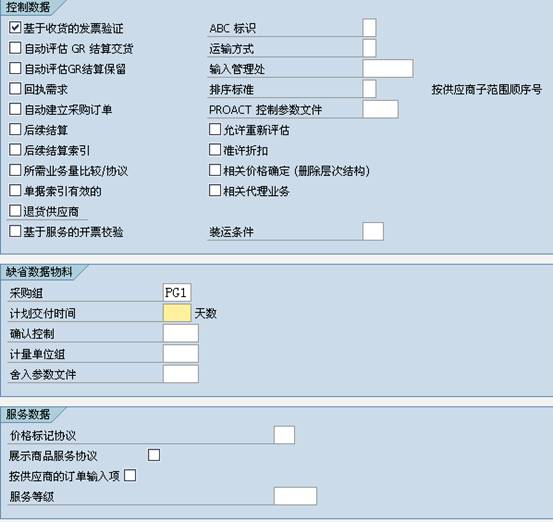 控制数据
基于收货的发票验证 ABC 标识
自动评估 GR 结算交货 运输方式
自动评估GR结算保留 输入管理处
回执需求 排序标准 按供应商子范围顺序号
自动建立采购订单 PROACT 控制参数文件
后续结算 允许重新评估
后续结算索引 准许折扣
所需业务量比较/协议 相关价格确定 (删除层次结构)
单据索引有效的 相关代理业务
退货供应商
基于服务的开票校验 装运条件
缺省数据物料
采购组 PG1
计划交付时间 天数
确认控制
计量单位组
舍入参数文件
服务数据
价格标记协议
展示商品服务协议
按供应商的订单输入项
服务等级